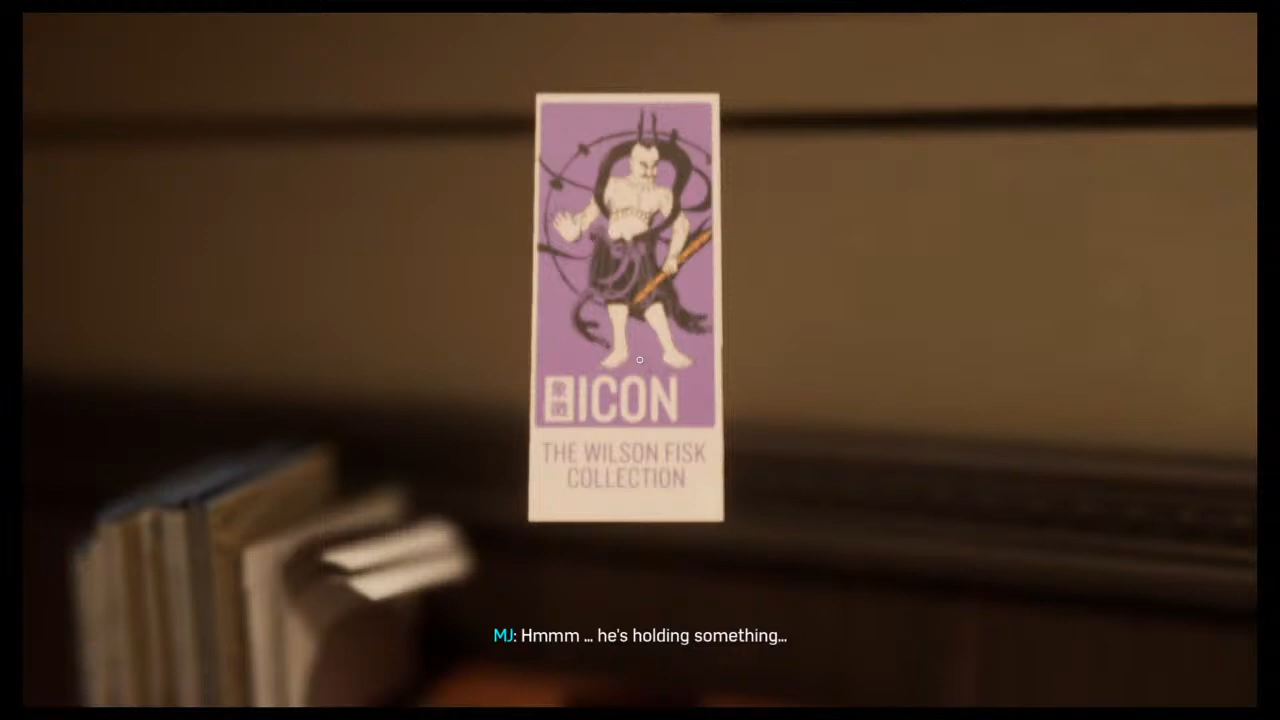 ICON
THE WILSON FISK
COLLECTION
MJ: Hmmm ... he's holding something...